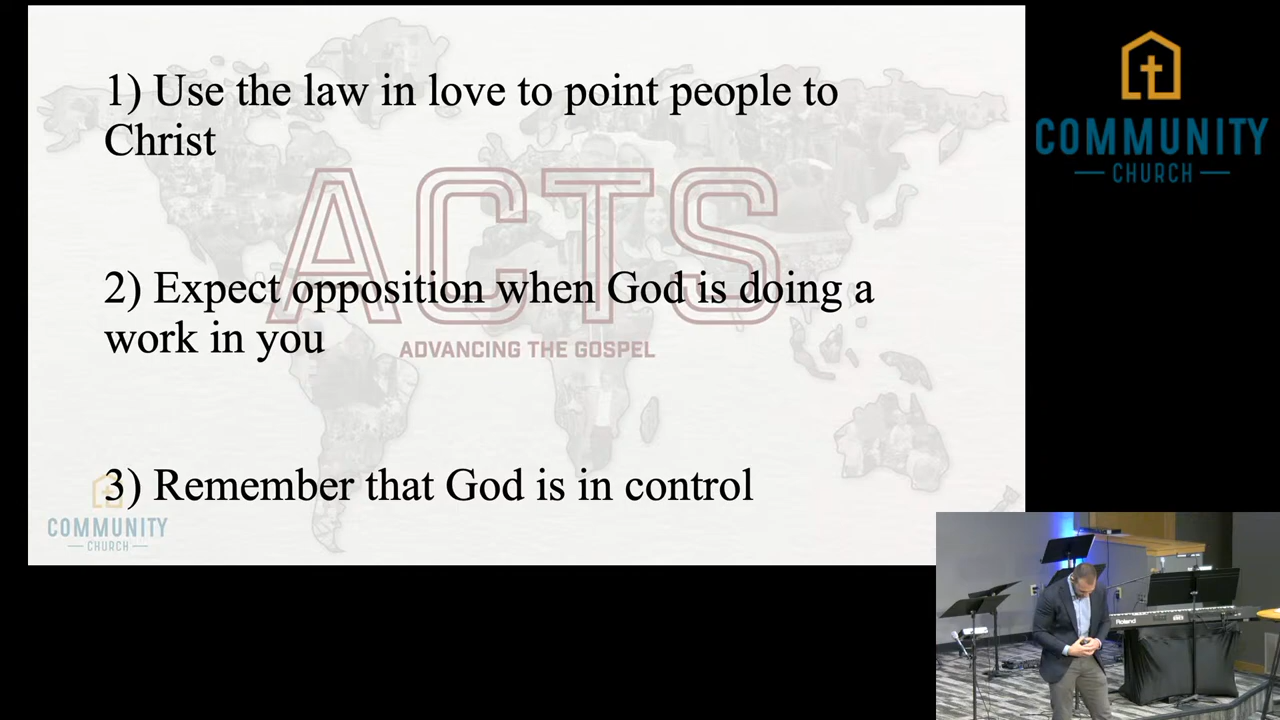 1) Use the law in love to point people to
Christ
ACTS
2) Expect opposition when God is doing a
work in you
ADVANCING THE GOSPEL
3) Remember that God is in control
COMMUNITY
CHURCH
COMMUNITY
CHURCH
Roland